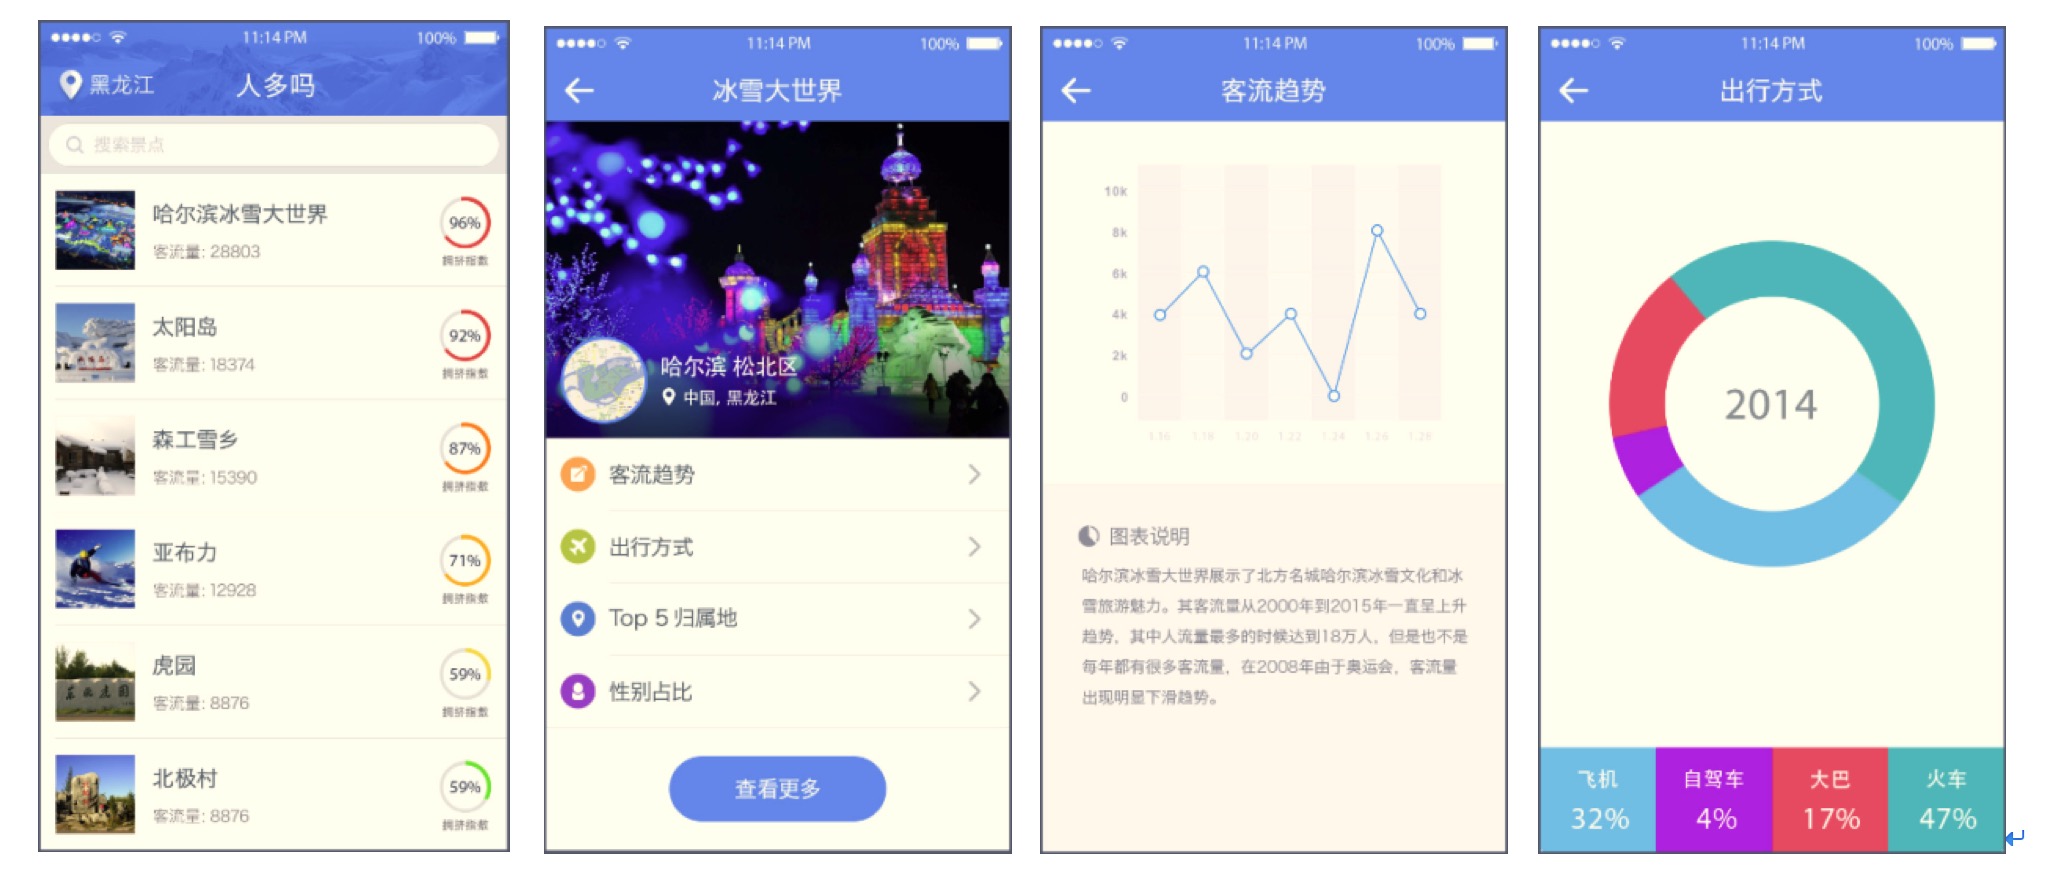 11:14 PM
100%
黑龙江
人多吗
搜索景点
哈尔滨冰雪大世界
客流量: 28803
96%
拥挤指数
太阳岛
客流量: 18374
92%
拥挤指数
森工雪乡
客流量: 15390
87%
拥挤指数
亚布力
客流量: 12928
71%
拥挤指数
虎园
客流量: 8876
59%
拥挤指数
北极村
客流量: 8876
59%
拥挤指数
11:14 PM
100%
冰雪大世界
哈尔滨 松北区
中国, 黑龙江
客流趋势
出行方式
Top 5 归属地
性别占比
查看更多
11:14 PM
100%
客流趋势
10k
8k
6k
4k
2k
0
1.16 1.18 1.20 1.22 1.24 1.26 1.28
图表说明
哈尔滨冰雪大世界展示了北方名城哈尔滨冰雪文化和冰
雪旅游魅力。其客流量从2000年到2015年一直呈上升
趋势，其中人流量最多的时候达到18万人，但是也不是
每年都有很多客流量，在2008年由于奥运会，客流量
出现明显下滑趋势。
11:14 PM
100%
出行方式
2014
飞机
32%
自驾车
4%
大巴
17%
火车
47%